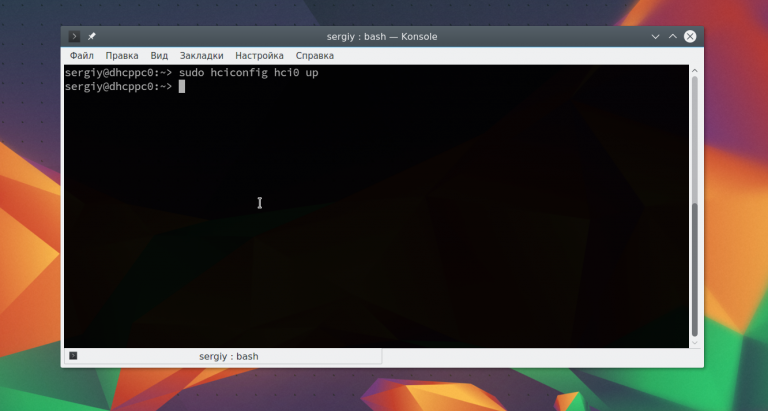 sergiy : bash — Konsole
Файл Правка Вид Закладки Настройка Справка
sergiy@dhcppc0:~> sudo hciconfig hci0 up
sergiy@dhcppc0:~>
sergiy : bash